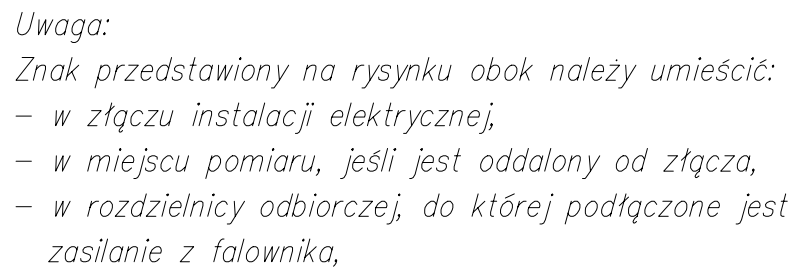 Uwaga:
Znak przedstawiony na rysynku obok należy umieścić:
- w złączu instalacji elektrycznej,
- w miejscu pomiaru, jeśli jest oddalony od złącza,
- w rozdzielnicy odbiorczej, do której podłączone jest
zasilanie z falownika,